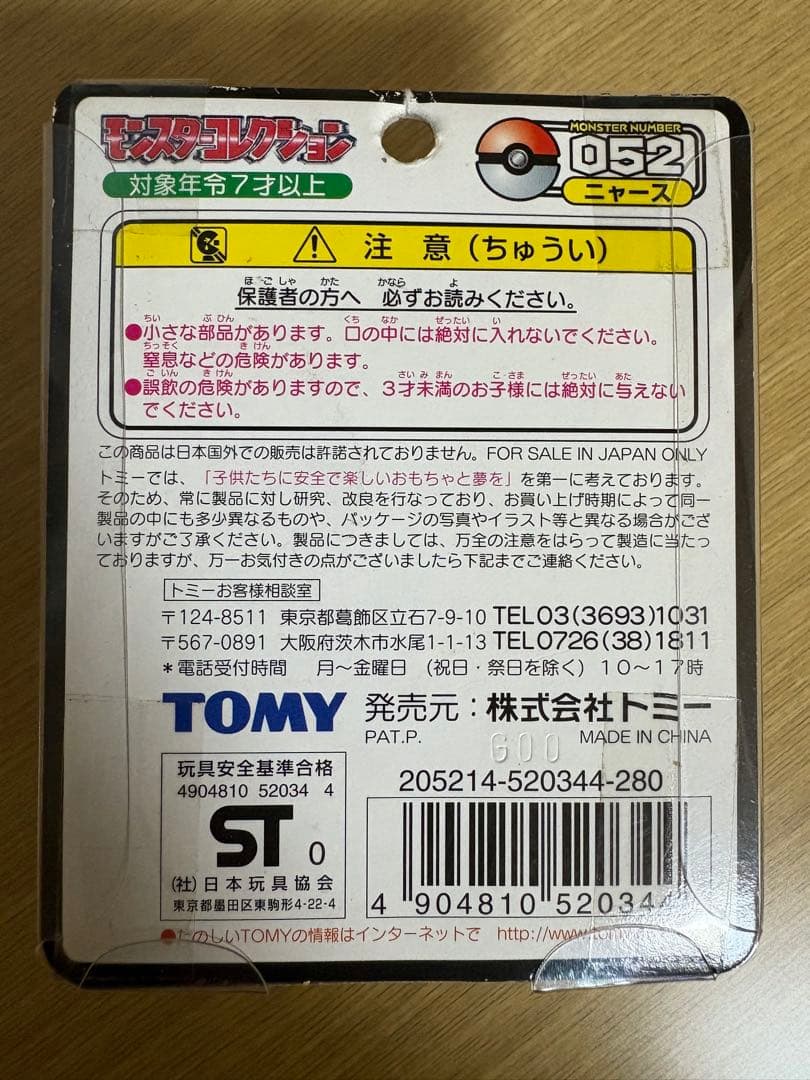 モンスターコレクション
対象年令7才以上
MONSTER NUMBER
052
ニャース
注意(ちゅうい)
ほごしゃ かた かなら よ
保護者の方へ 必ずお読みください。
ちい ぶひん くち なか ぜったい い
●小さな部品があります。口の中には絶対に入れないでください。
ちっそく きけん
窒息などの危険があります。
ごいん きけん さいみまん こさま ぜったい あた
●誤飲の危険がありますので、3才未満のお子様には絶対に与えない
でください。
この商品は日本国外での販売は許諾されておりません。FOR SALE IN JAPAN ONLY
トミーでは、「子供たちに安全で楽しいおもちゃと夢を」を第一に考えております。
そのため、常に製品に対し研究、改良を行なっており、お買い上げ時期によって同一
製品の中にも多少異なるものや、パッケージの写真やイラスト等と異なる場合がござ
いますがご了承ください。製品につきましては、万全の注意をはらって製造に当たっ
ておりますが、万一お気付きの点がございましたら下記までご連絡ください。
トミーお客様相談室
〒124-8511 東京都葛飾区立石7-9-10 TEL03(3693)1031
〒567-0891 大阪府茨木市水尾1-1-13 TEL0726(38)1811
*電話受付時間 月〜金曜日 (祝日・祭日を除く) 10〜17時
TOMY 発売元:株式会社トミー
PAT.P. G00 MADE IN CHINA
玩具安全基準合格
4904810 52034 4
ST 0
(社)日本玩具協会
東京都墨田区東駒形4-22-4
205214-520344-280
4 904810 520344
●たのしいTOMYの情報はインターネットで http://www.tomy